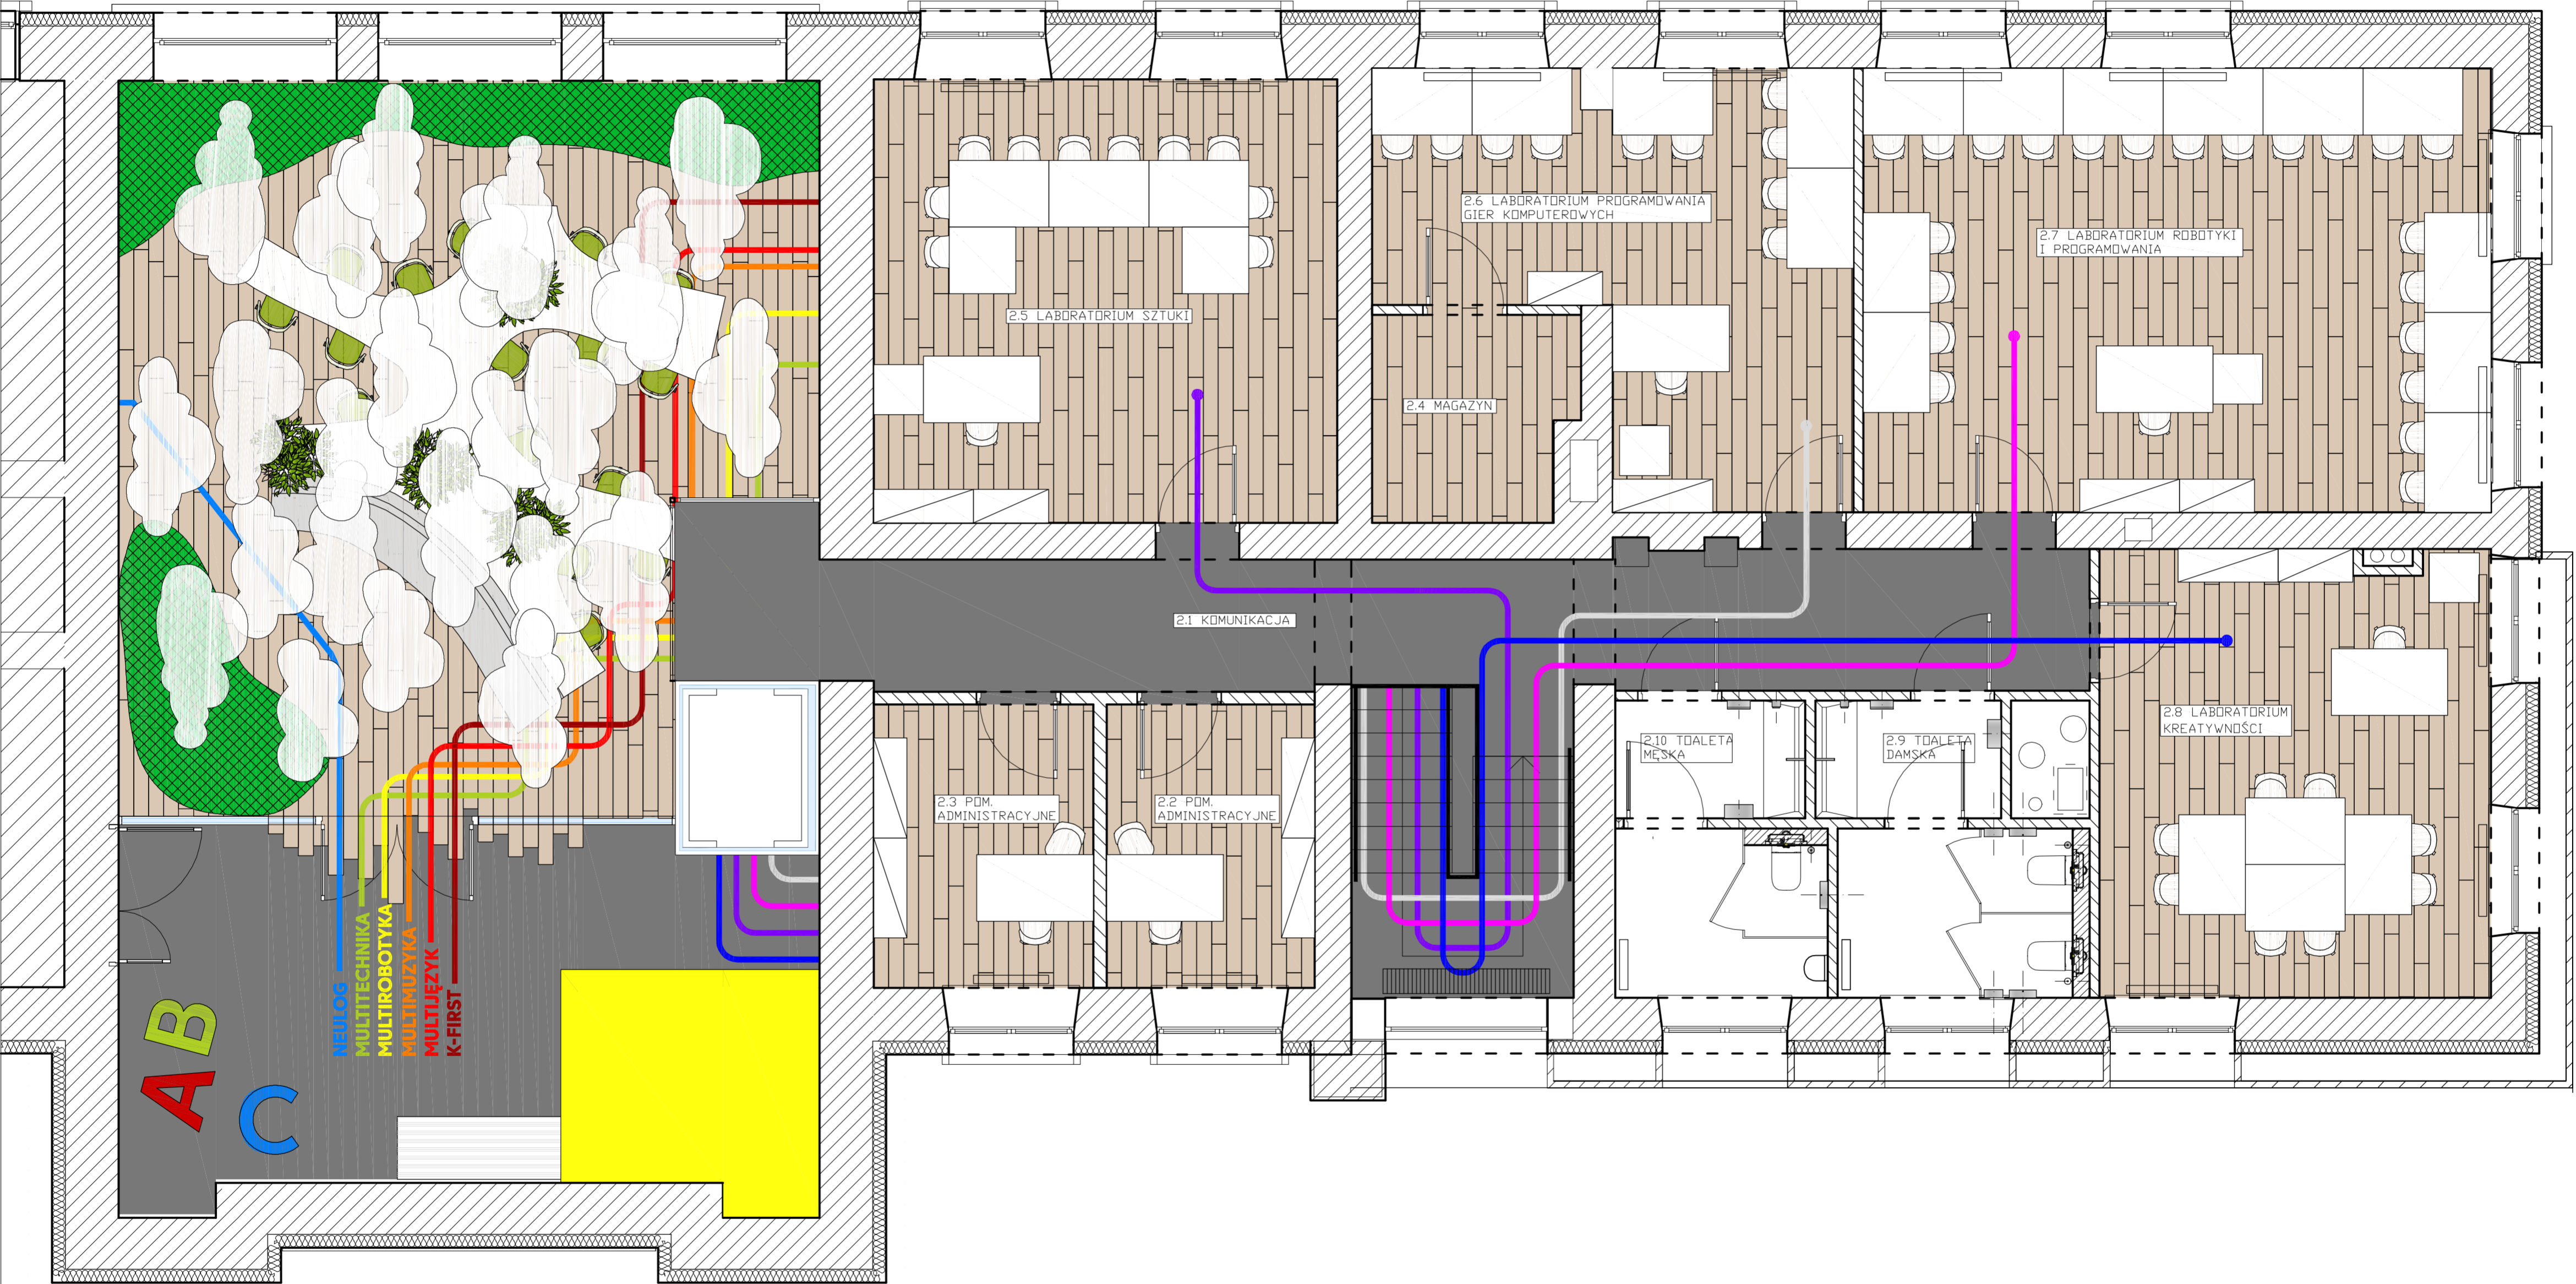 2.6 LABORATORIUM PROGRAMOWANIA
GIER KOMPUTEROWYCH
2.7 LABORATORIUM ROBOTYKI
I PROGRAMOWANIA
2.5 LABORATORIUM SZTUKI
2.4 MAGAZYN
2.1 KOMUNIKACJA
2.8 LABORATORIUM
KREATYWNOŚCI
2.10 TOALETA
MĘSKA
2.9 TOALETA
DAMSKA
2.3 POM.
ADMINISTRACYJNE
2.2 POM.
ADMINISTRACYJNE
NEULOG
MULTITECHNIKA
MULTIROBOTYKA
MULTIMUZYKA
MULTIJĘZYK
K-FIRST
B
A
C